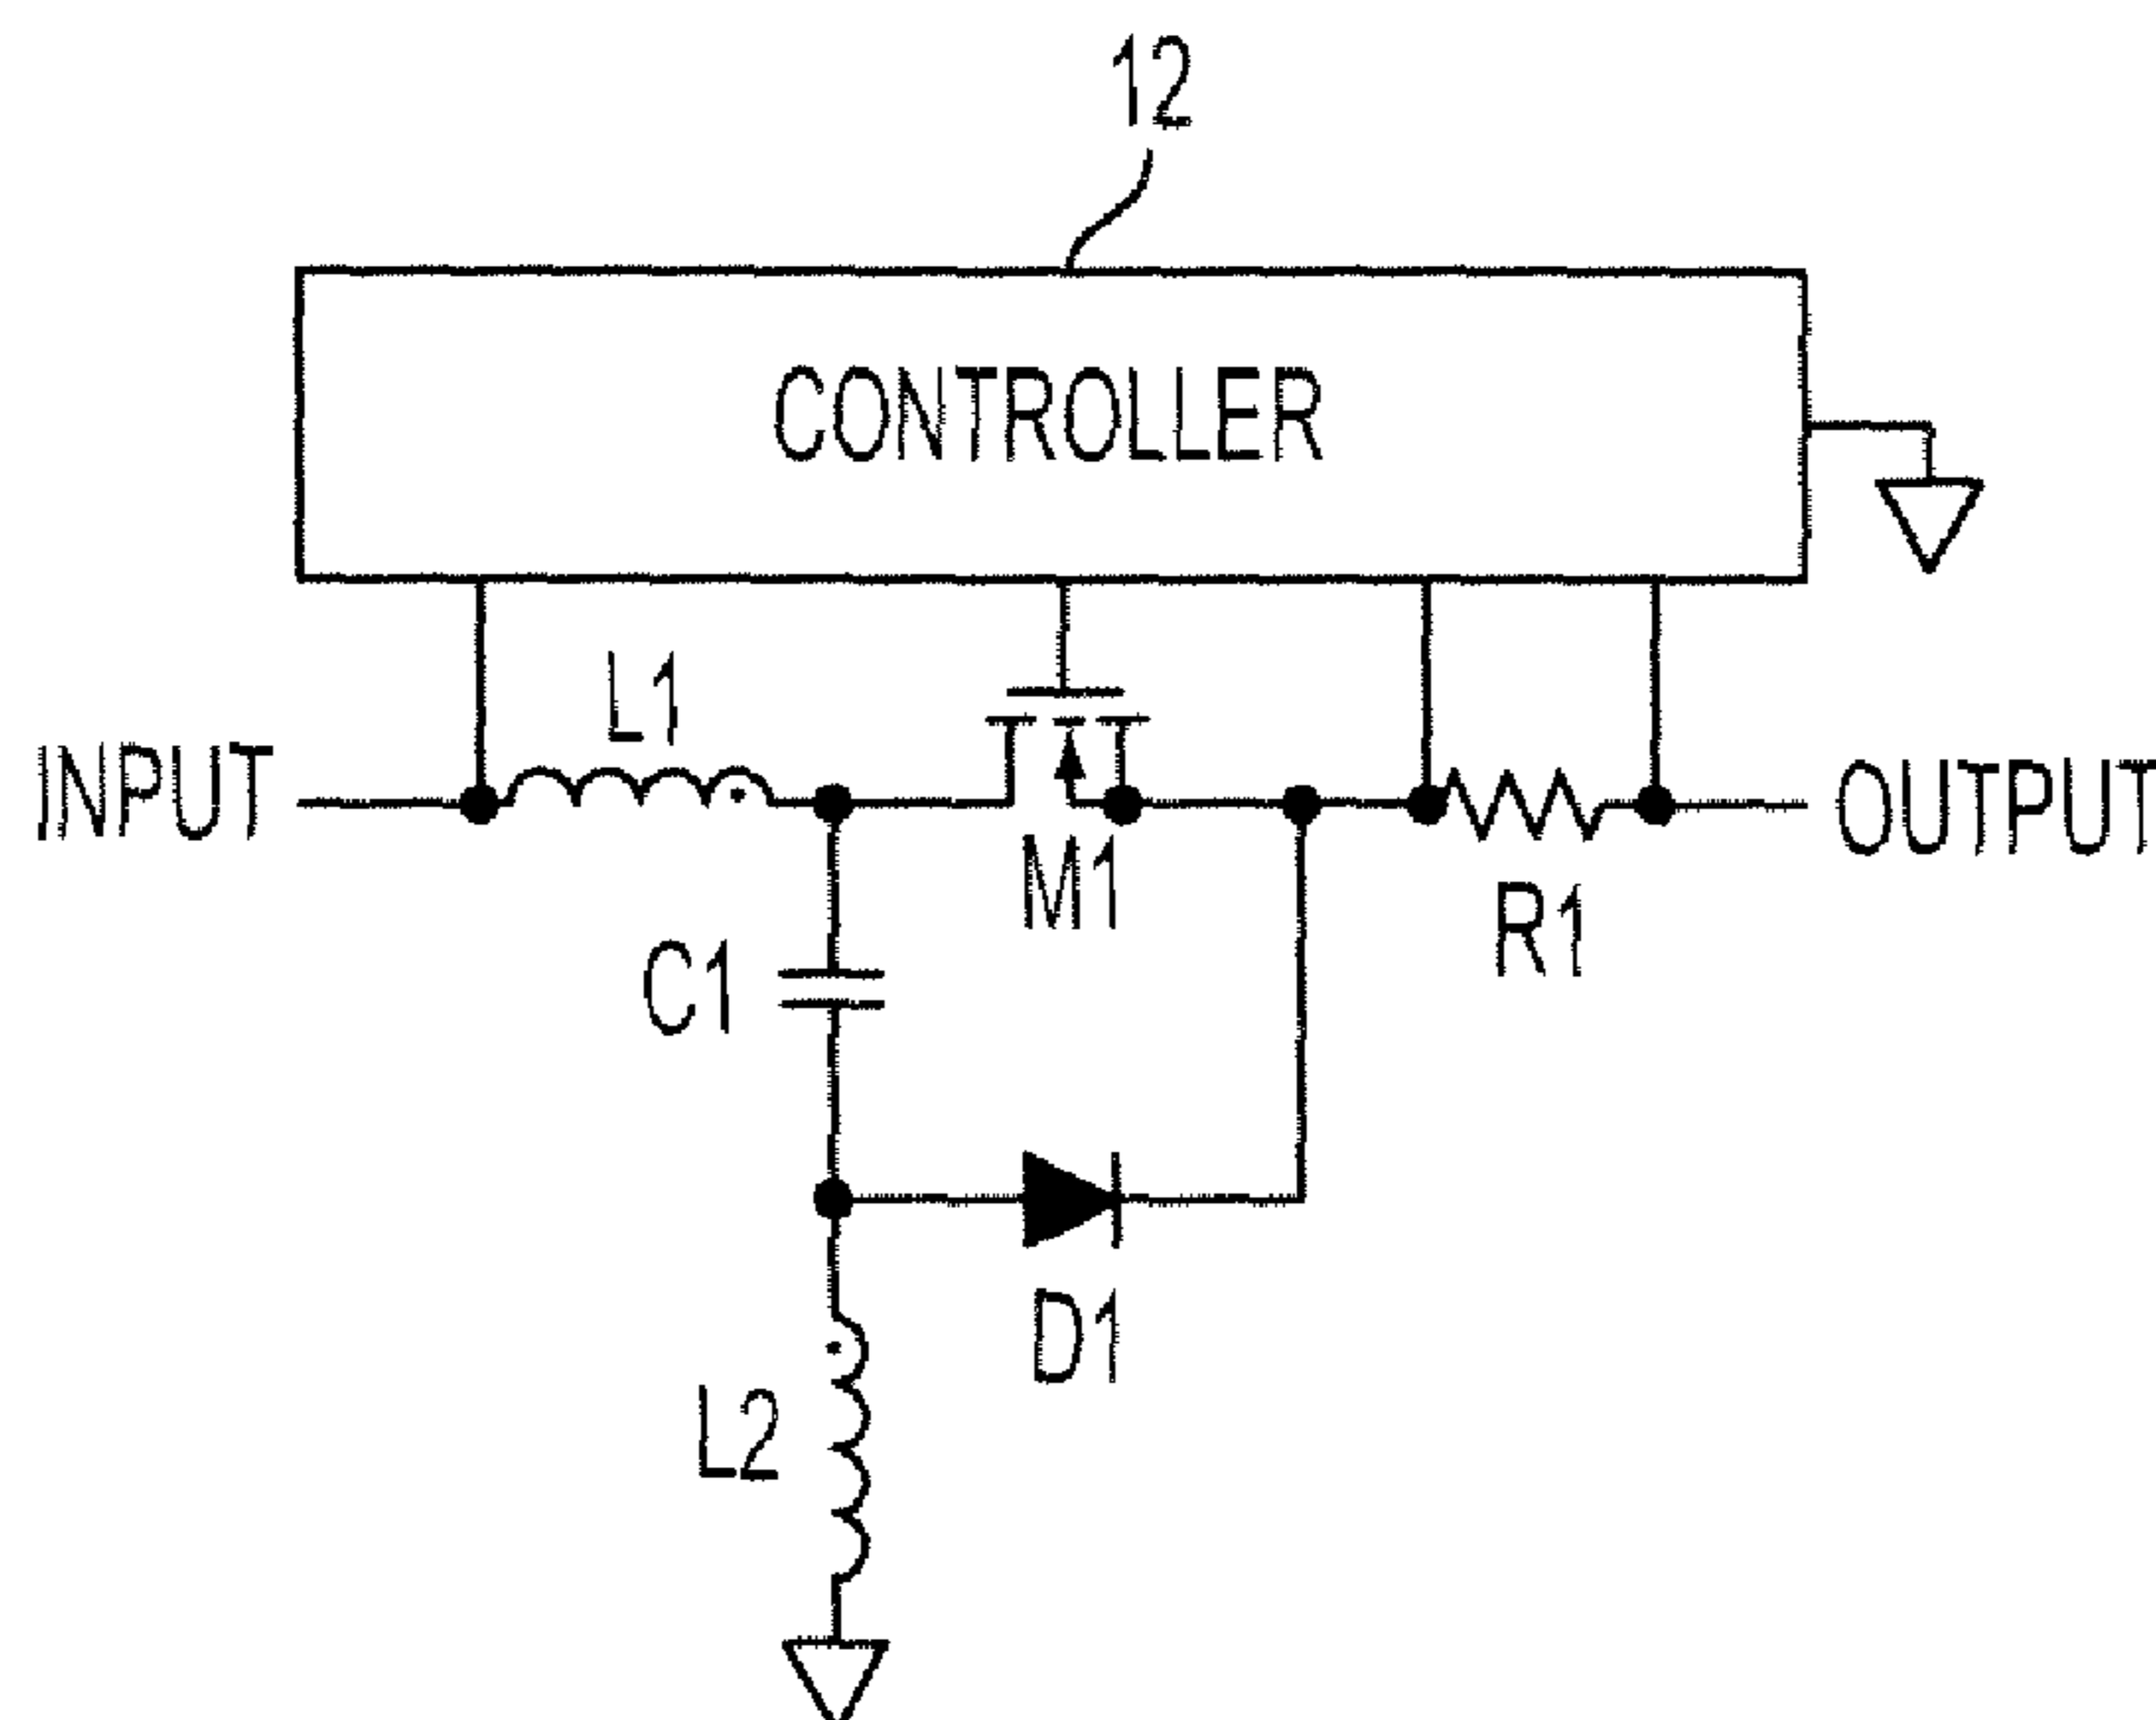 12
CONTROLLER
L1
INPUT
OUTPUT
M1
R1
C1
D1
L2